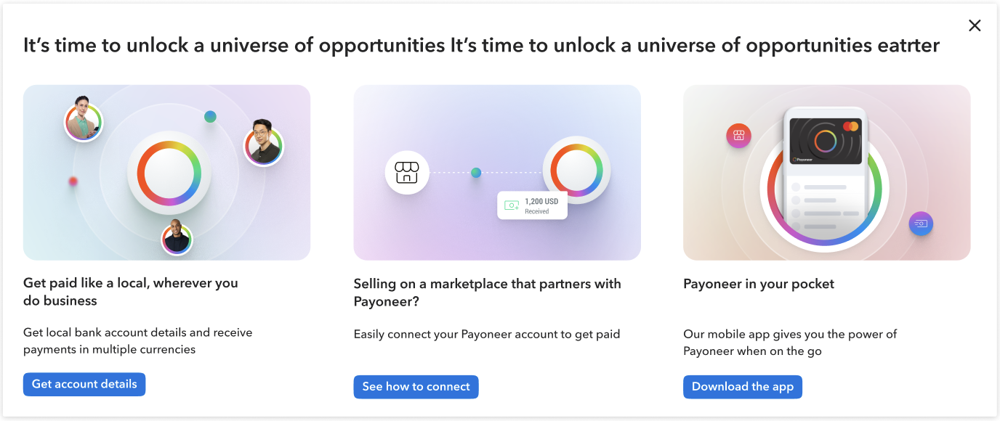 It’s time to unlock a universe of opportunities It’s time to unlock a universe of opportunities eatrter
1,200 USD
Received
Payoneer
Get paid like a local, wherever you
do business
Get local bank account details and receive
payments in multiple currencies
Get account details
Selling on a marketplace that partners with
Payoneer?
Easily connect your Payoneer account to get paid
See how to connect
Payoneer in your pocket
Our mobile app gives you the power of
Payoneer when on the go
Download the app